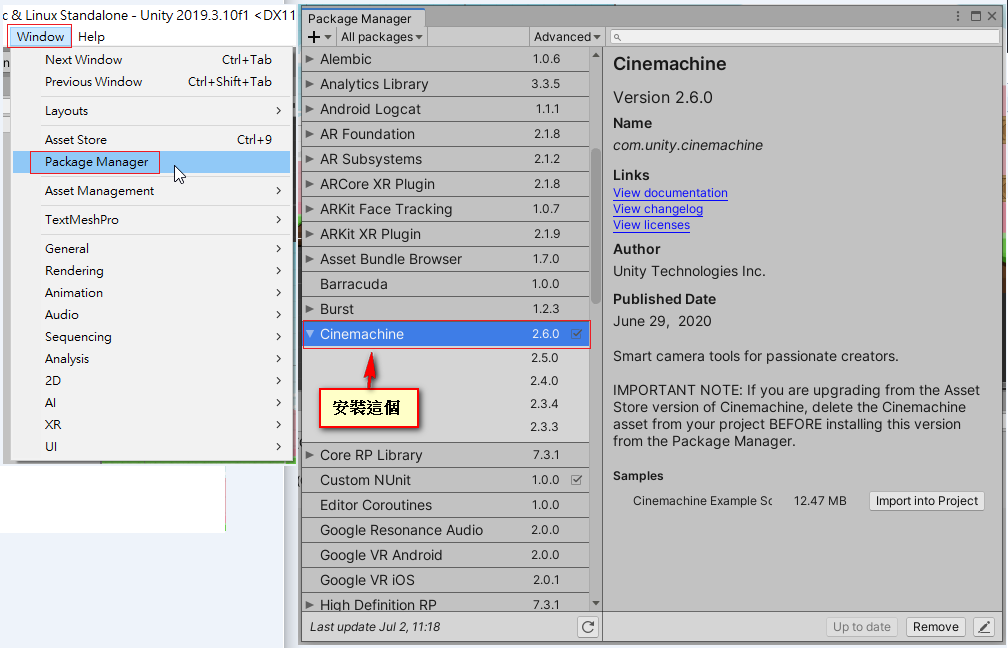 c & Linux Standalone - Unity 2019.3.10f1 <DX11
Window Help
Next Window Ctrl+Tab
Previous Window Ctrl+Shift+Tab
Layouts
Asset Store Ctrl+9
Package Manager
Asset Management
TextMeshPro
General
Rendering
Animation
Audio
Sequencing
Analysis
2D
AI
XR
UI
Package Manager
+ All packages Advanced
Alembic 1.0.6
Analytics Library 3.3.5
Android Logcat 1.1.1
AR Foundation 2.1.8
AR Subsystems 2.1.2
ARCore XR Plugin 2.1.8
ARKit Face Tracking 1.0.7
ARKit XR Plugin 2.1.9
Asset Bundle Browser 1.7.0
Barracuda 1.0.0
Burst 1.2.3
Cinemachine 2.6.0
2.5.0
2.4.0
2.3.4
2.3.3
安裝這個
Core RP Library 7.3.1
Custom NUnit 1.0.0
Editor Coroutines 1.0.0
Google Resonance Audio 2.0.0
Google VR Android 2.0.0
Google VR iOS 2.0.1
High Definition RP 7.3.1
Last update Jul 2, 11:18
Cinemachine
Version 2.6.0
Name
com.unity.cinemachine
Links
View documentation
View changelog
View licenses
Author
Unity Technologies Inc.
Published Date
June 29, 2020
Smart camera tools for passionate creators.
IMPORTANT NOTE: If you are upgrading from the Asset
Store version of Cinemachine, delete the Cinemachine
asset from your project BEFORE installing this version
from the Package Manager.
Samples
Cinemachine Example Sc 12.47 MB Import into Project
Up to date Remove